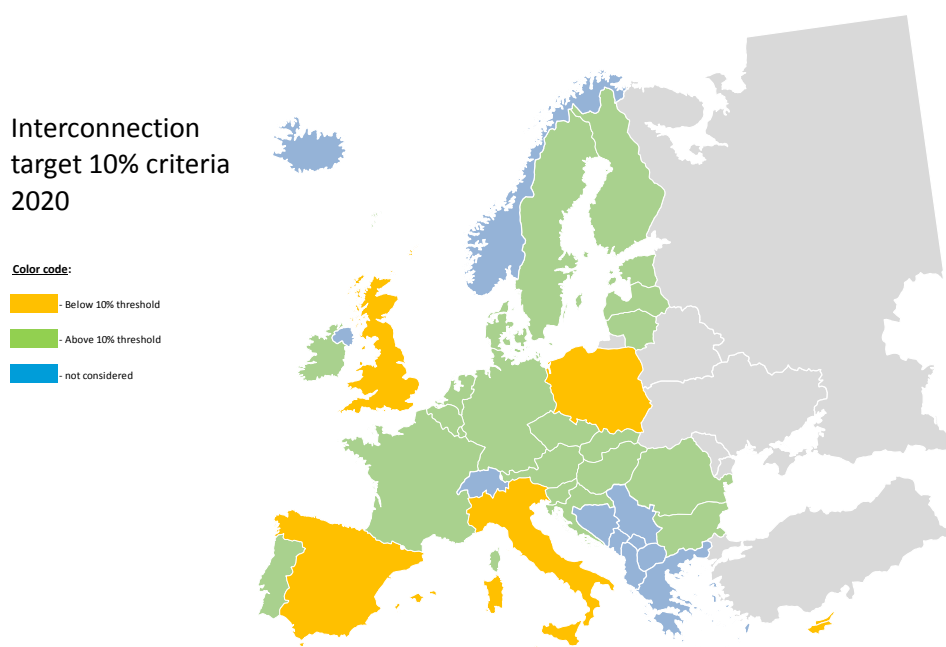 Interconnection
target 10% criteria
2020
Color code:
- Below 10% threshold
- Above 10% threshold
- not considered